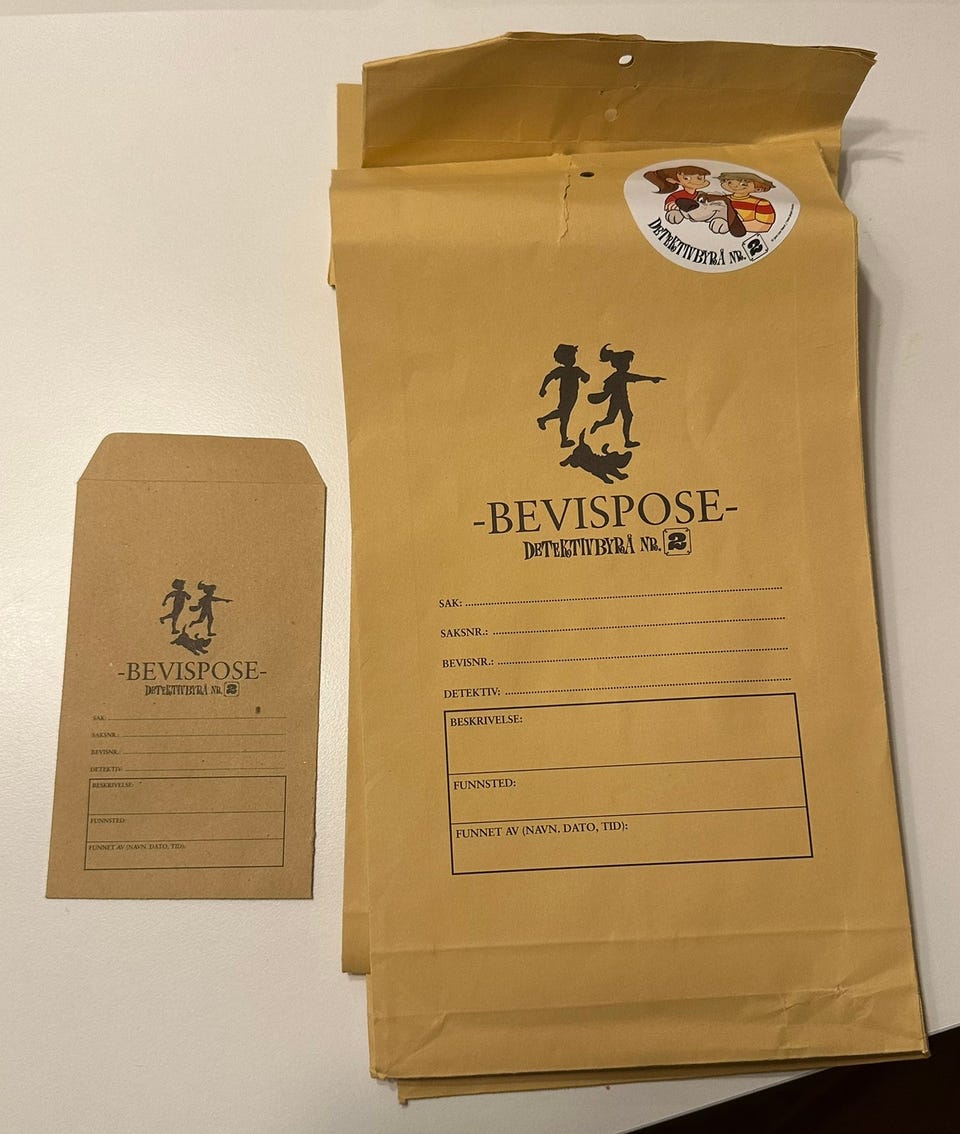 -BEVISPOSE-
DETEKTIVBYRÅ NR. 2
SAK:
SAKSNR.:
BEVISNR.:
DETEKTIV:
BESKRIVELSE:
FUNNSTED:
FUNNET AV (NAVN, DATO, TID):
DETEKTIVBYRÅ NR. 2
-BEVISPOSE-
DETEKTIVBYRÅ NR. 2
SAK:
SAKSNR.:
BEVISNR.:
DETEKTIV:
BESKRIVELSE:
FUNNSTED:
FUNNET AV (NAVN. DATO, TID):